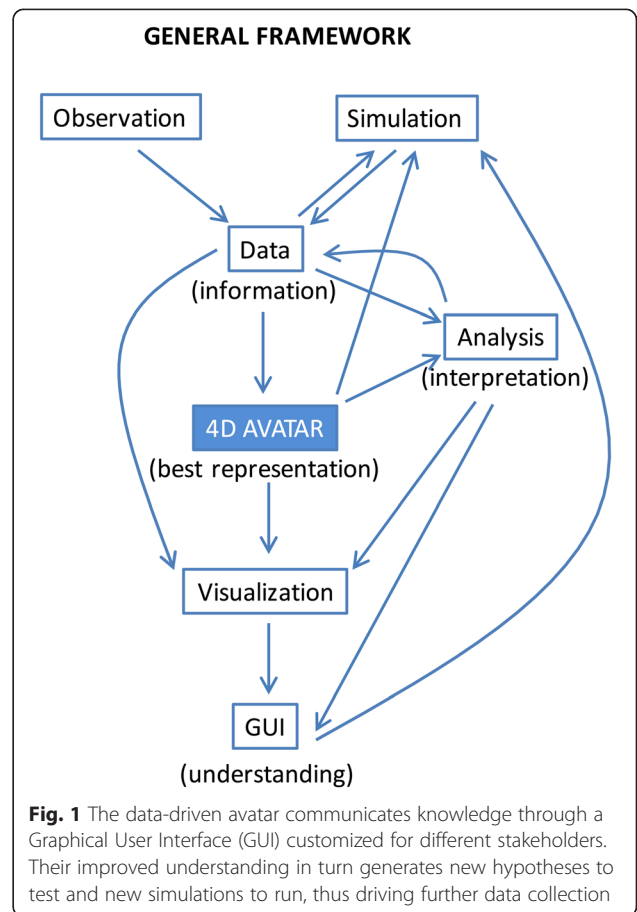 GENERAL FRAMEWORK
Observation
Simulation
Data
(information)
Analysis
(interpretation)
4D AVATAR
(best representation)
Visualization
GUI
(understanding)
Fig. 1 The data-driven avatar communicates knowledge through a
Graphical User Interface (GUI) customized for different stakeholders.
Their improved understanding in turn generates new hypotheses to
test and new simulations to run, thus driving further data collection